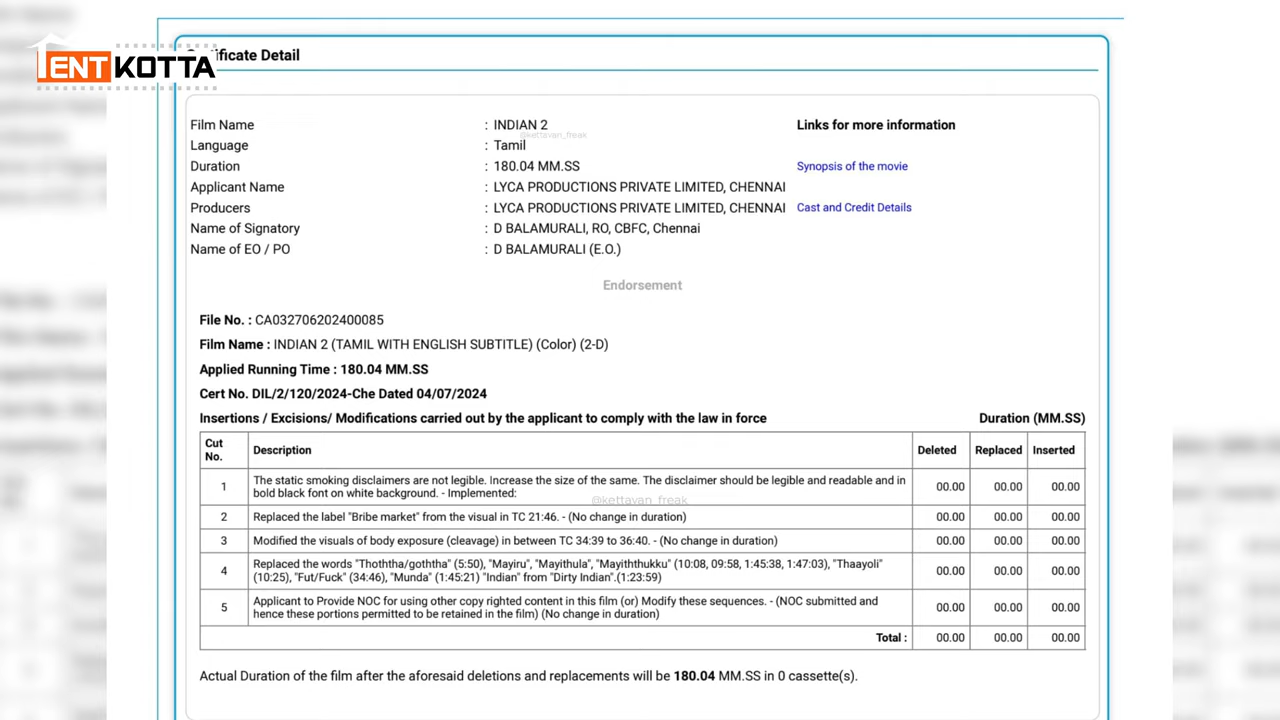 TENTKOTTA
Certificate Detail
Film Name : INDIAN 2 Links for more information
@kettavan_freak
Language : Tamil
Duration : 180.04 MM.SS Synopsis of the movie
Applicant Name : LYCA PRODUCTIONS PRIVATE LIMITED, CHENNAI
Producers : LYCA PRODUCTIONS PRIVATE LIMITED, CHENNAI Cast and Credit Details
Name of Signatory : D BALAMURALI, RO, CBFC, Chennai
Name of EO / PO : D BALAMURALI (E.O.)
Endorsement
File No. : CA032706202400085
Film Name : INDIAN 2 (TAMIL WITH ENGLISH SUBTITLE) (Color) (2-D)
Applied Running Time : 180.04 MM.SS
Cert No. DIL/2/120/2024-Che Dated 04/07/2024
Insertions / Excisions/ Modifications carried out by the applicant to comply with the law in force Duration (MM.SS)
Cut
No.
Description Deleted Replaced Inserted
1 The static smoking disclaimers are not legible. Increase the size of the same. The disclaimer should be legible and readable and in
bold black font on white background. - Implemented: 00.00 00.00 00.00
@kettavan_freak
2 Replaced the label "Bribe market" from the visual in TC 21:46. - (No change in duration) 00.00 00.00 00.00
3 Modified the visuals of body exposure (cleavage) in between TC 34:39 to 36:40. - (No change in duration) 00.00 00.00 00.00
4 Replaced the words "Thoththa/goththa" (5:50), "Mayiru", "Mayithula", "Mayiththukku" (10:08, 09:58, 1:45:38, 1:47:03), "Thaayoli"
(10:25), "Fut/Fuck" (34:46), "Munda" (1:45:21) "Indian" from "Dirty Indian".(1:23:59) 00.00 00.00 00.00
5 Applicant to Provide NOC for using other copy righted content in this film (or) Modify these sequences. - (NOC submitted and
hence these portions permitted to be retained in the film) (No change in duration) 00.00 00.00 00.00
Total : 00.00 00.00 00.00
Actual Duration of the film after the aforesaid deletions and replacements will be 180.04 MM.SS in 0 cassette(s).